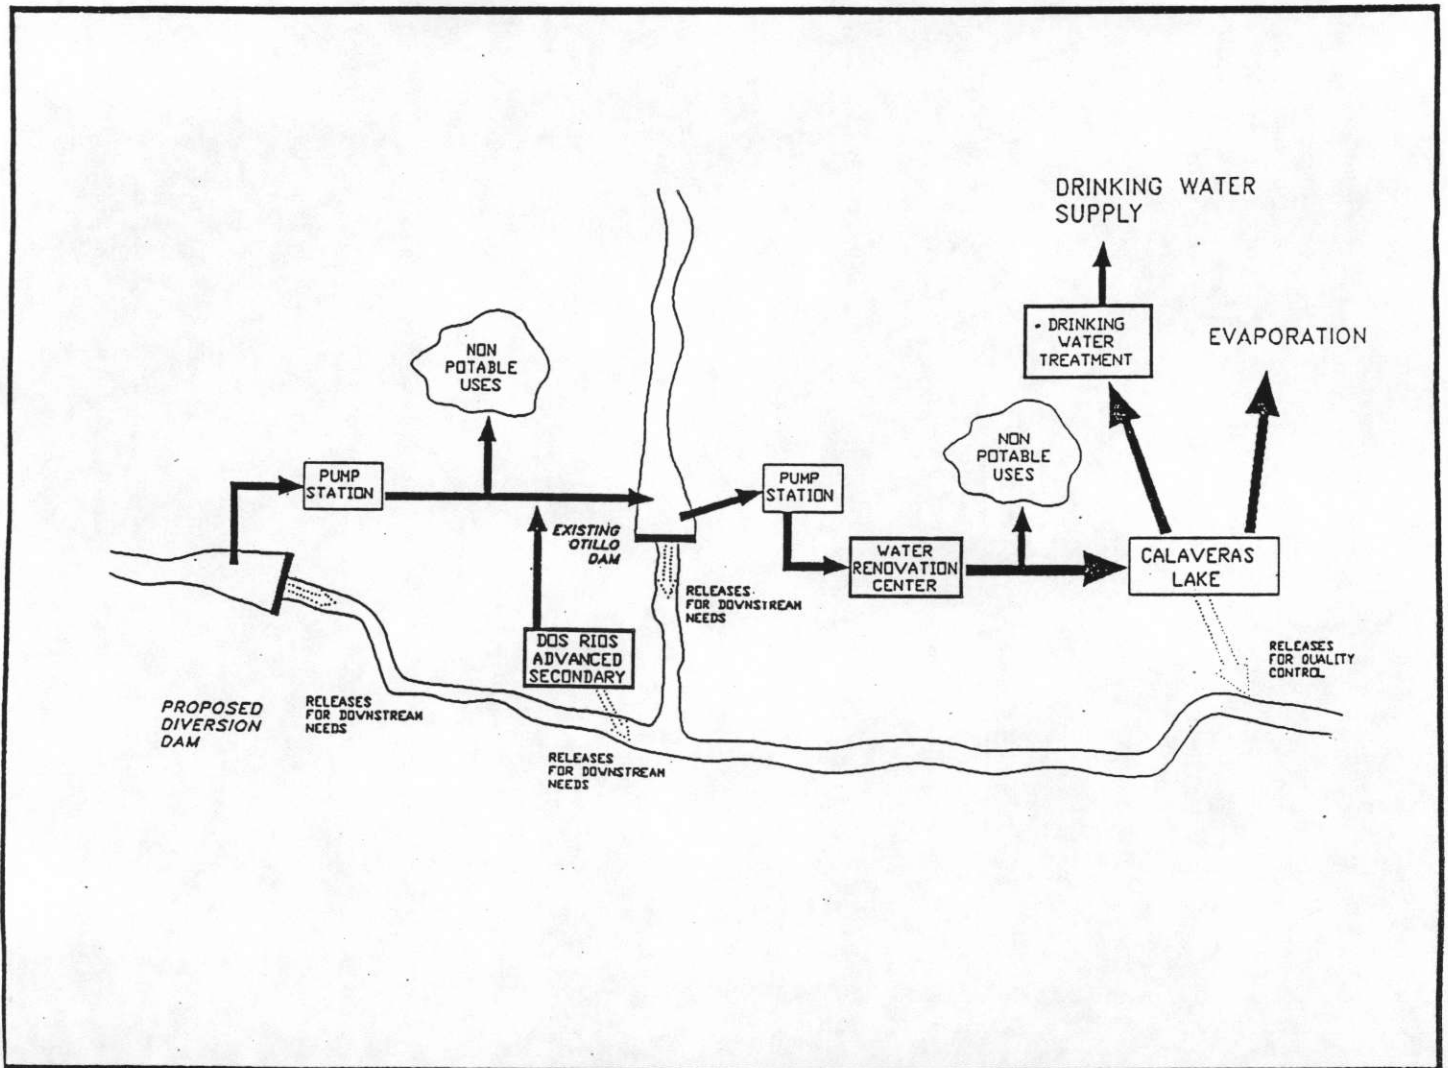 DRINKING WATER
SUPPLY
DRINKING
WATER
TREATMENT
EVAPORATION
NON
POTABLE
USES
NON
POTABLE
USES
PUMP
STATION
PUMP
STATION
EXISTING
OTILLO
DAM
WATER
RENOVATION
CENTER
CALAVERAS
LAKE
RELEASES
FOR DOWNSTREAM
NEEDS
DOS RIOS
ADVANCED
SECONDARY
RELEASES
FOR QUALITY
CONTROL
PROPOSED
DIVERSION
DAM
RELEASES
FOR DOWNSTREAM
NEEDS
RELEASES
FOR DOWNSTREAM
NEEDS